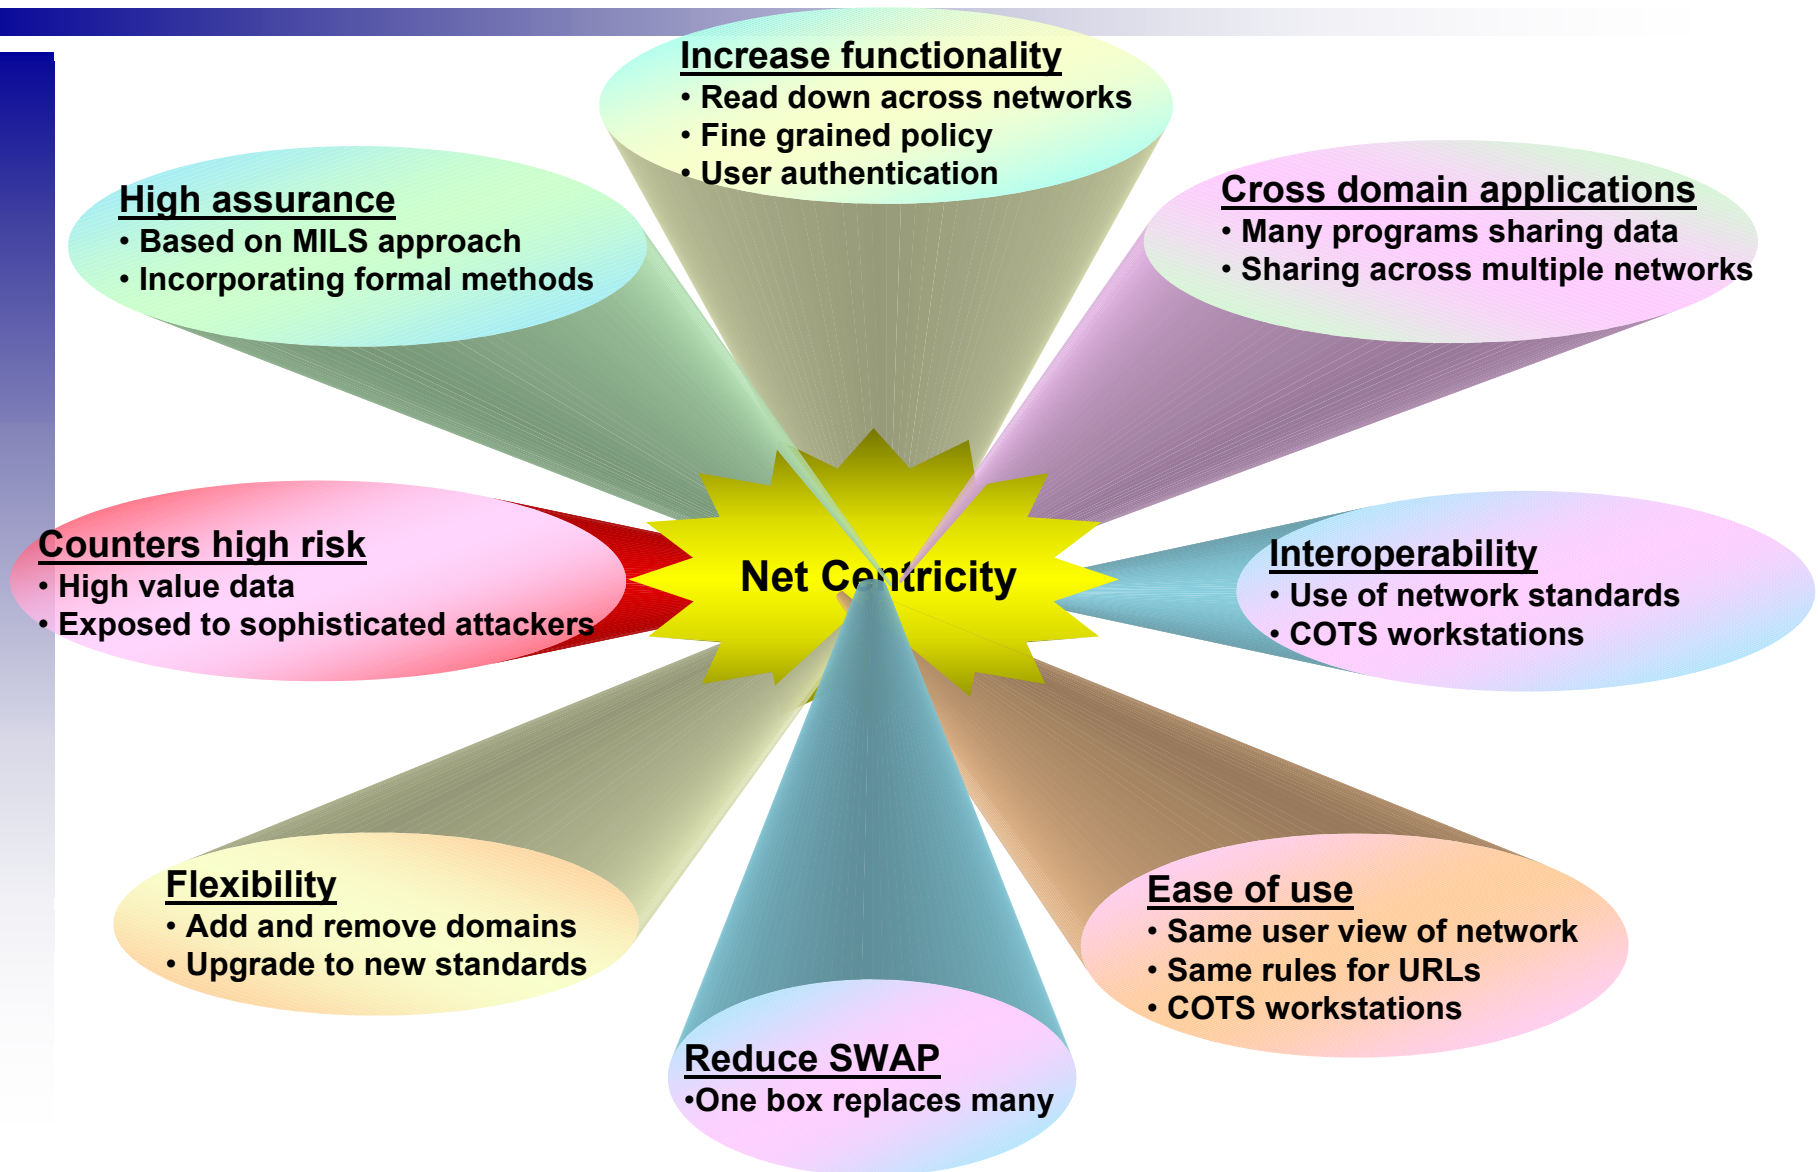 Increase functionality
• Read down across networks
• Fine grained policy
• User authentication
High assurance
• Based on MILS approach
• Incorporating formal methods
Cross domain applications
• Many programs sharing data
• Sharing across multiple networks
Counters high risk
• High value data
• Exposed to sophisticated attackers
Net Centricity
Interoperability
• Use of network standards
• COTS workstations
Flexibility
• Add and remove domains
• Upgrade to new standards
Ease of use
• Same user view of network
• Same rules for URLs
• COTS workstations
Reduce SWAP
•One box replaces many